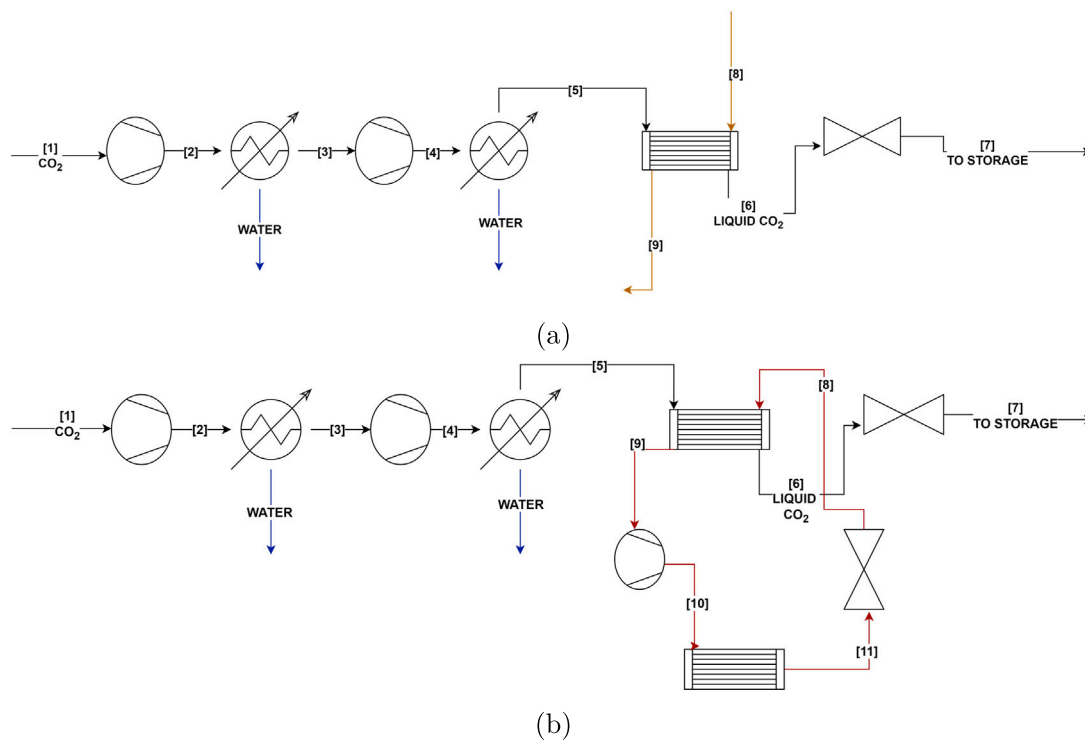 [8]
[5]
[1]
CO₂
[2]
[3]
[4]
[7]
TO STORAGE
[6]
LIQUID CO₂
WATER
WATER
[9]
(a)
[5]
[8]
[1]
CO₂
[2]
[3]
[4]
[7]
TO STORAGE
[9]
[6]
LIQUID
CO₂
WATER
WATER
[10]
[11]
(b)